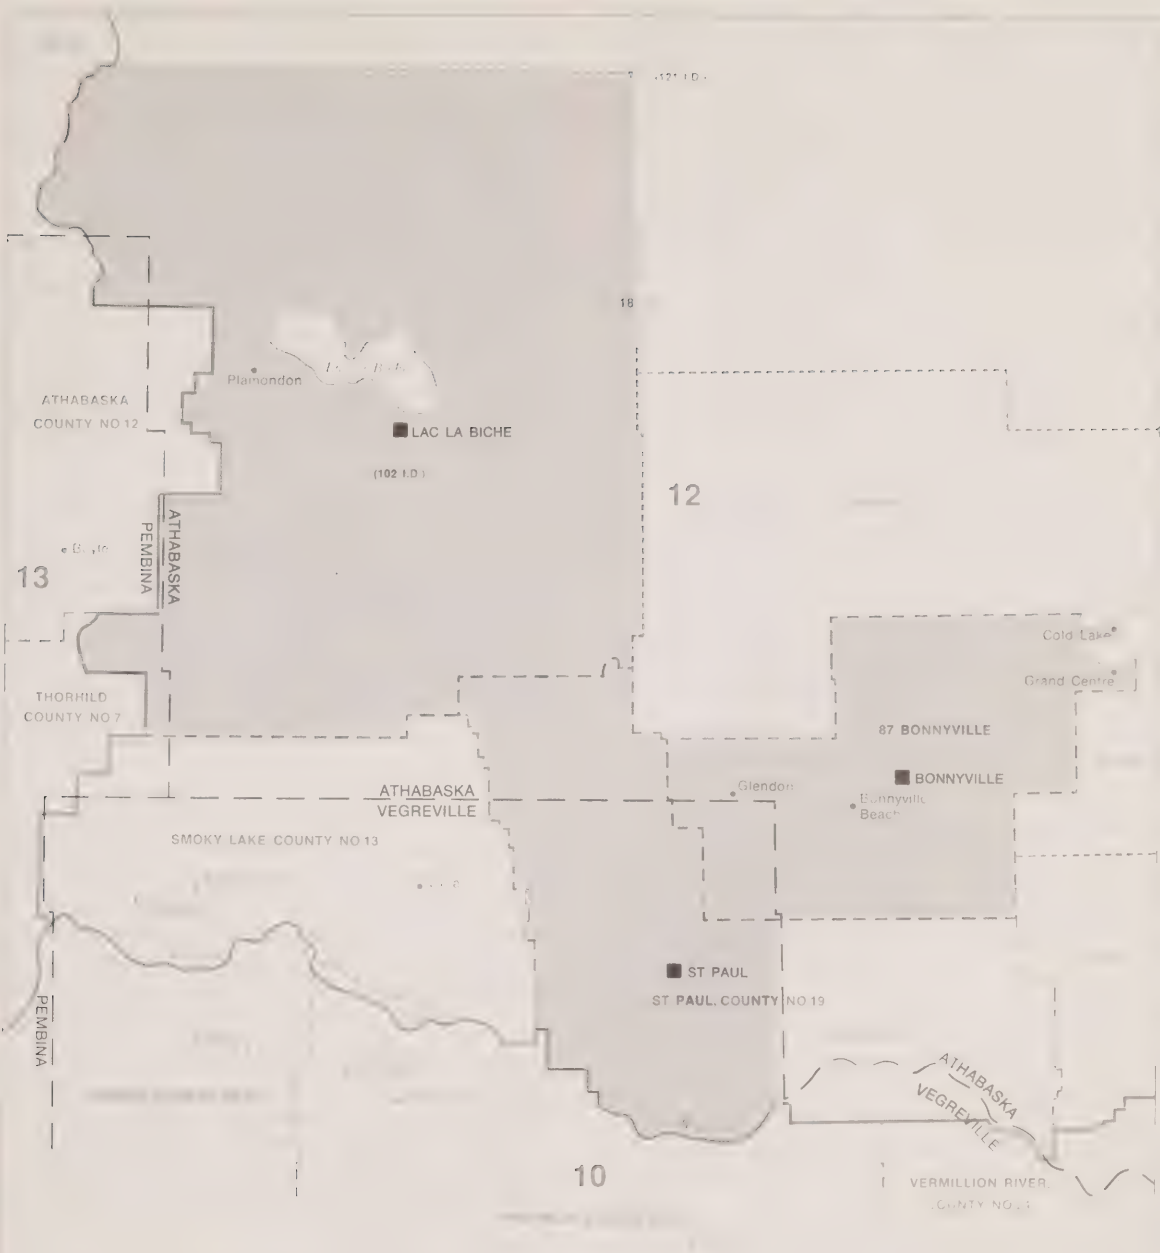 (121 I.D.)
18
Plamondon
ATHABASKA
COUNTY NO 12
LAC LA BICHE
(102 I.D.)
12
ATHABASKA
PEMBINA
13
Cold Lake
Grand Centre
THORHILD
COUNTY NO 7
87 BONNYVILLE
BONNYVILLE
Glendon
Bonnyville
Beach
ATHABASKA
VEGREVILLE
SMOKY LAKE COUNTY NO 13
ST PAUL
ST PAUL. COUNTY NO 19
PEMBINA
ATHABASKA
VEGREVILLE
10
VERMILLION RIVER